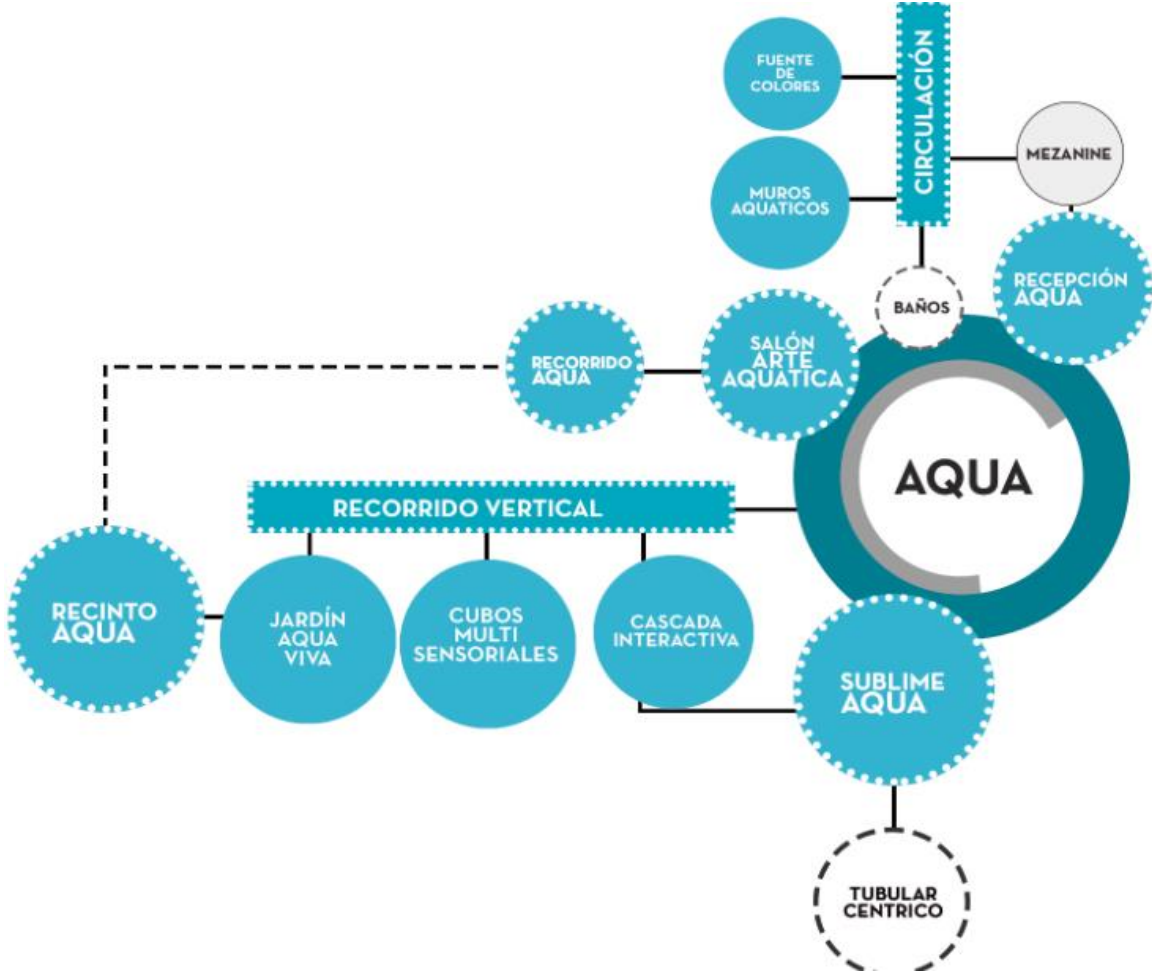 FUENTE
DE
COLORES
CIRCULACIÓN
MEZANINE
MUROS
AQUATICOS
RECEPCIÓN
AQUA
BAÑOS
SALÓN
ARTE
AQUATICA
RECORRIDO
AQUA
AQUA
RECORRIDO VERTICAL
RECINTO
AQUA
JARDÍN
AQUA
VIVA
CUBOS
MULTI
SENSORIALES
CASCADA
INTERACTIVA
SUBLIME
AQUA
TUBULAR
CENTRICO